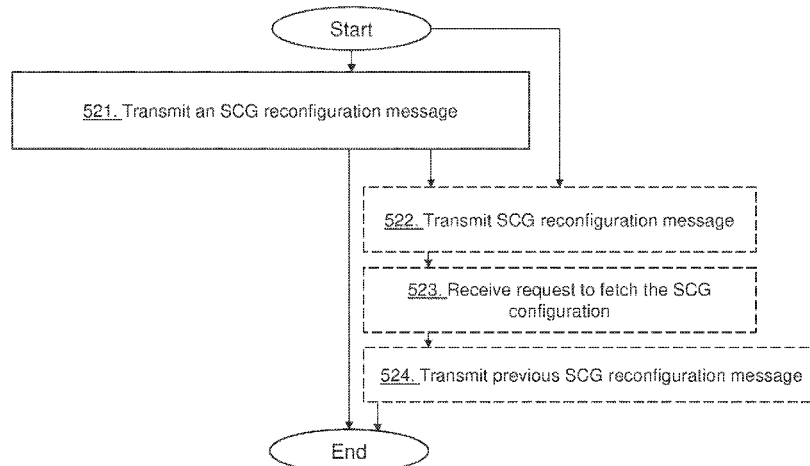 Start
521. Transmit an SCG reconfiguration message
522. Transmit SCG reconfiguration message
523. Receive request to fetch the SCG
configuration
524. Transmit previous SCG reconfiguration message
End